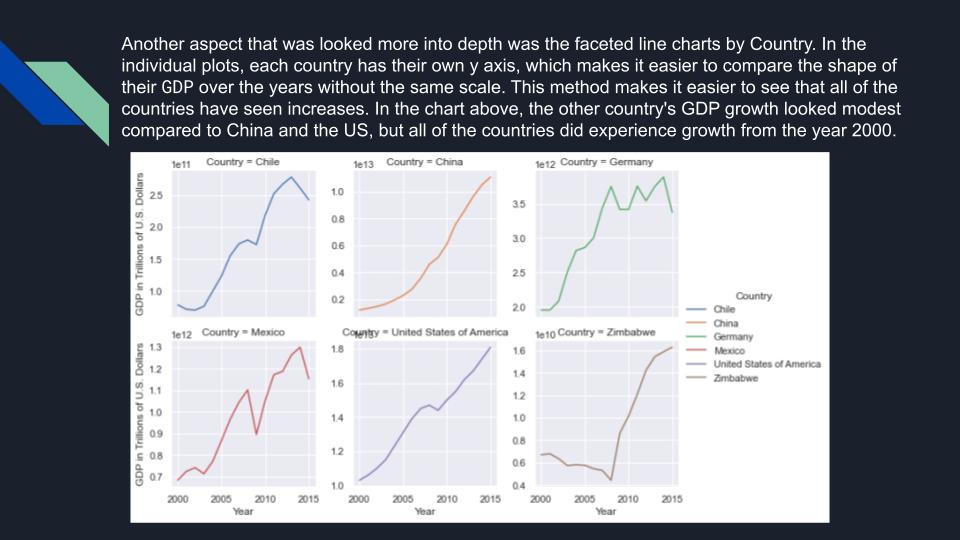 Another aspect that was looked more into depth was the faceted line charts by Country. In the
individual plots, each country has their own y axis, which makes it easier to compare the shape of
their GDP over the years without the same scale. This method makes it easier to see that all of the
countries have seen increases. In the chart above, the other country's GDP growth looked modest
compared to China and the US, but all of the countries did experience growth from the year 2000.
1e11 Country = Chile
1e13 Country = China
1e12 Country = Germany
GDP in Trillions of U.S. Dollars
2.5
2.0
1.5
1.0
1.0
0.8
0.6
0.4
0.2
3.5
3.0
2.5
2.0
Country
Chile
China
Germany
Mexico
United States of America
Zimbabwe
1e12 Country = Mexico
1e13 Country = United States of America
1e10 Country = Zimbabwe
GDP in Trillions of U.S. Dollars
1.3
1.2
1.1
1.0
0.9
0.8
0.7
1.8
1.6
1.4
1.2
1.0
1.6
1.4
1.2
1.0
0.8
0.6
0.4
2000 2005 2010 2015
2000 2005 2010 2015
2000 2005 2010 2015
Year
Year
Year